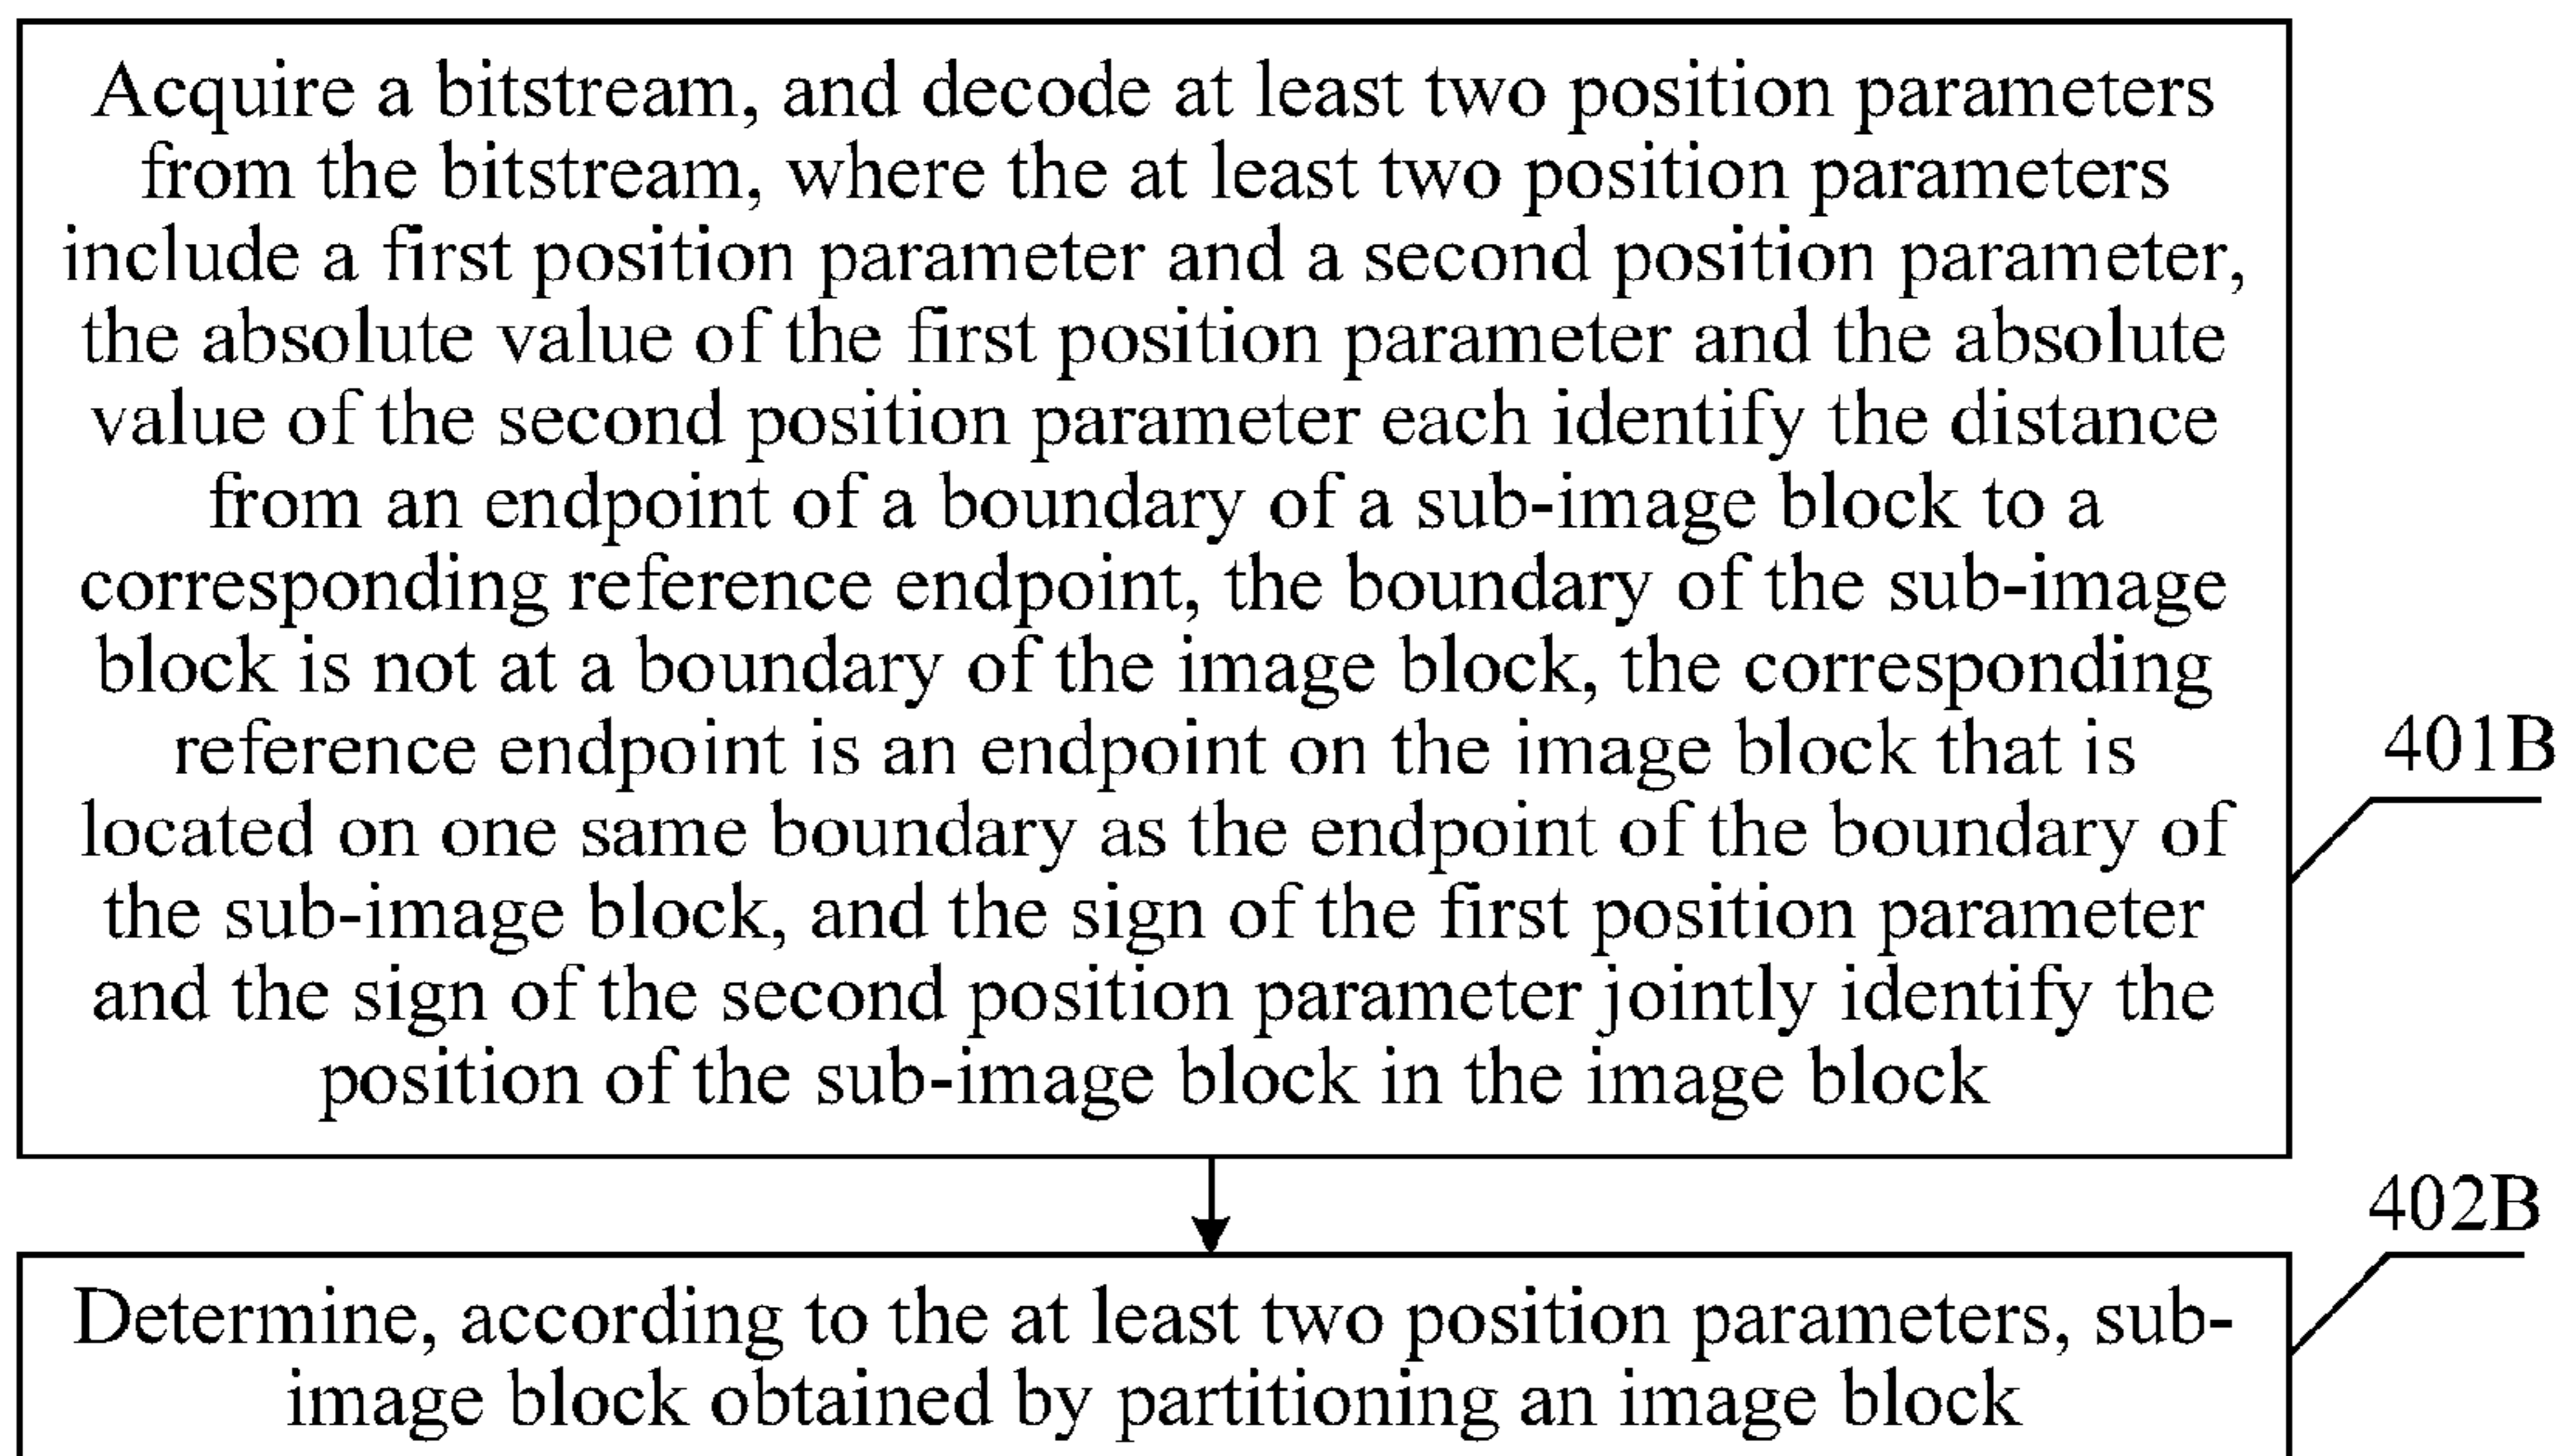 Acquire a bitstream, and decode at least two position parameters
from the bitstream, where the at least two position parameters
include a first position parameter and a second position parameter,
the absolute value of the first position parameter and the absolute
value of the second position parameter each identify the distance
from an endpoint of a boundary of a sub-image block to a
corresponding reference endpoint, the boundary of the sub-image
block is not at a boundary of the image block, the corresponding
reference endpoint is an endpoint on the image block that is
located on one same boundary as the endpoint of the boundary of
the sub-image block, and the sign of the first position parameter
and the sign of the second position parameter jointly identify the
position of the sub-image block in the image block
401B
402B
Determine, according to the at least two position parameters, sub-
image block obtained by partitioning an image block